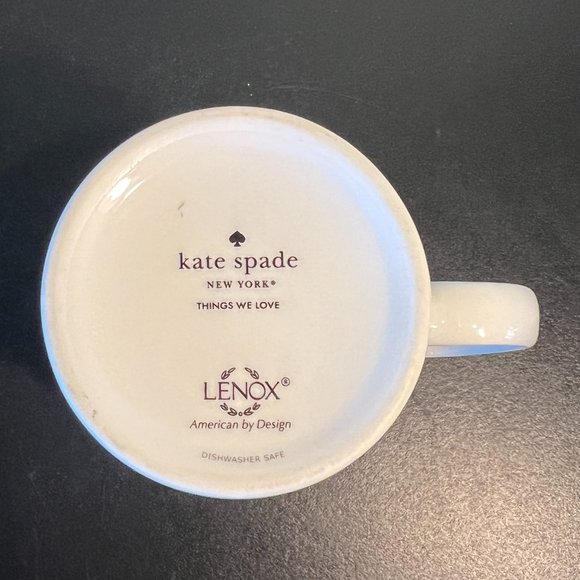 kate spade
NEW YORK®
THINGS WE LOVE
LENOX®
American by Design
DISHWASHER SAFE